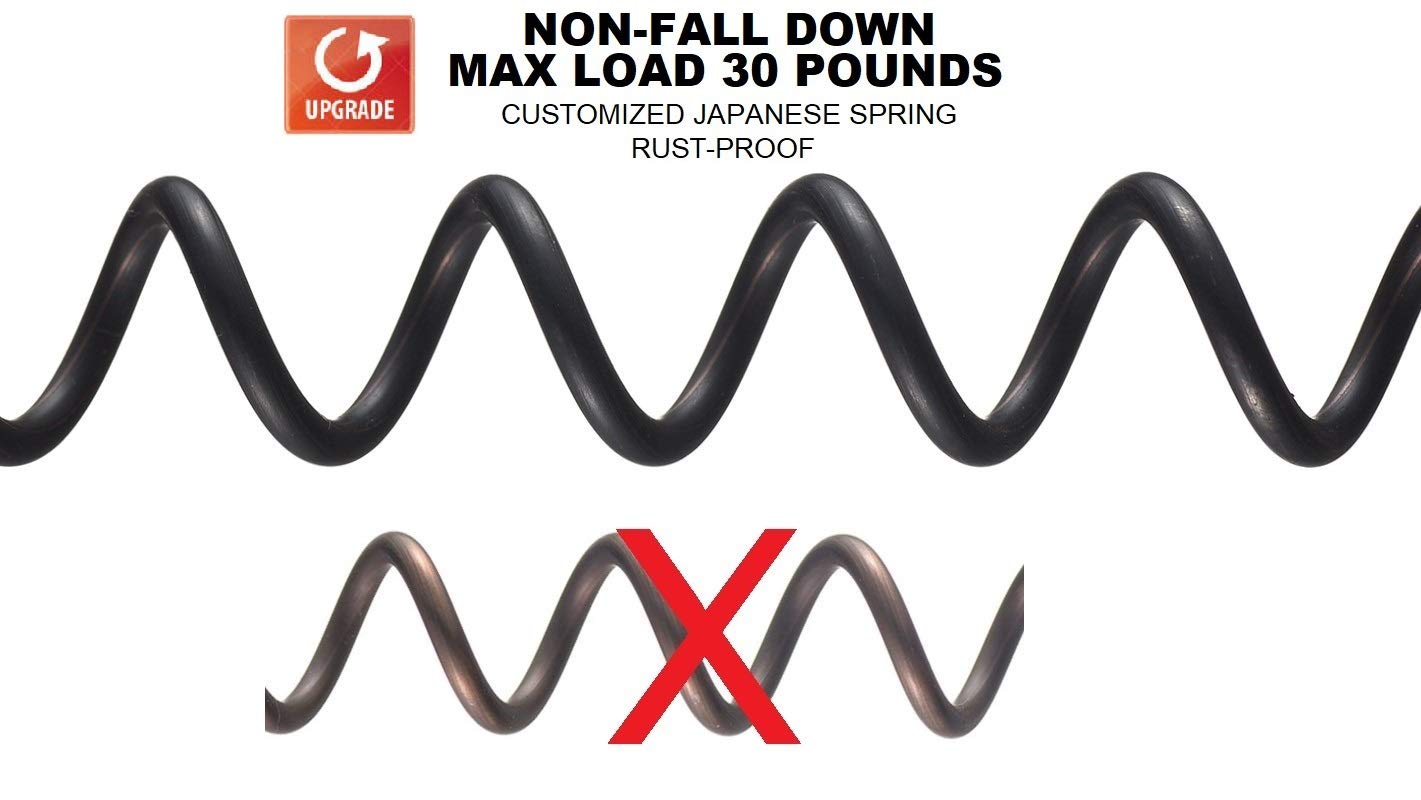 UPGRADE
NON-FALL DOWN
MAX LOAD 30 POUNDS
CUSTOMIZED JAPANESE SPRING
RUST-PROOF
X